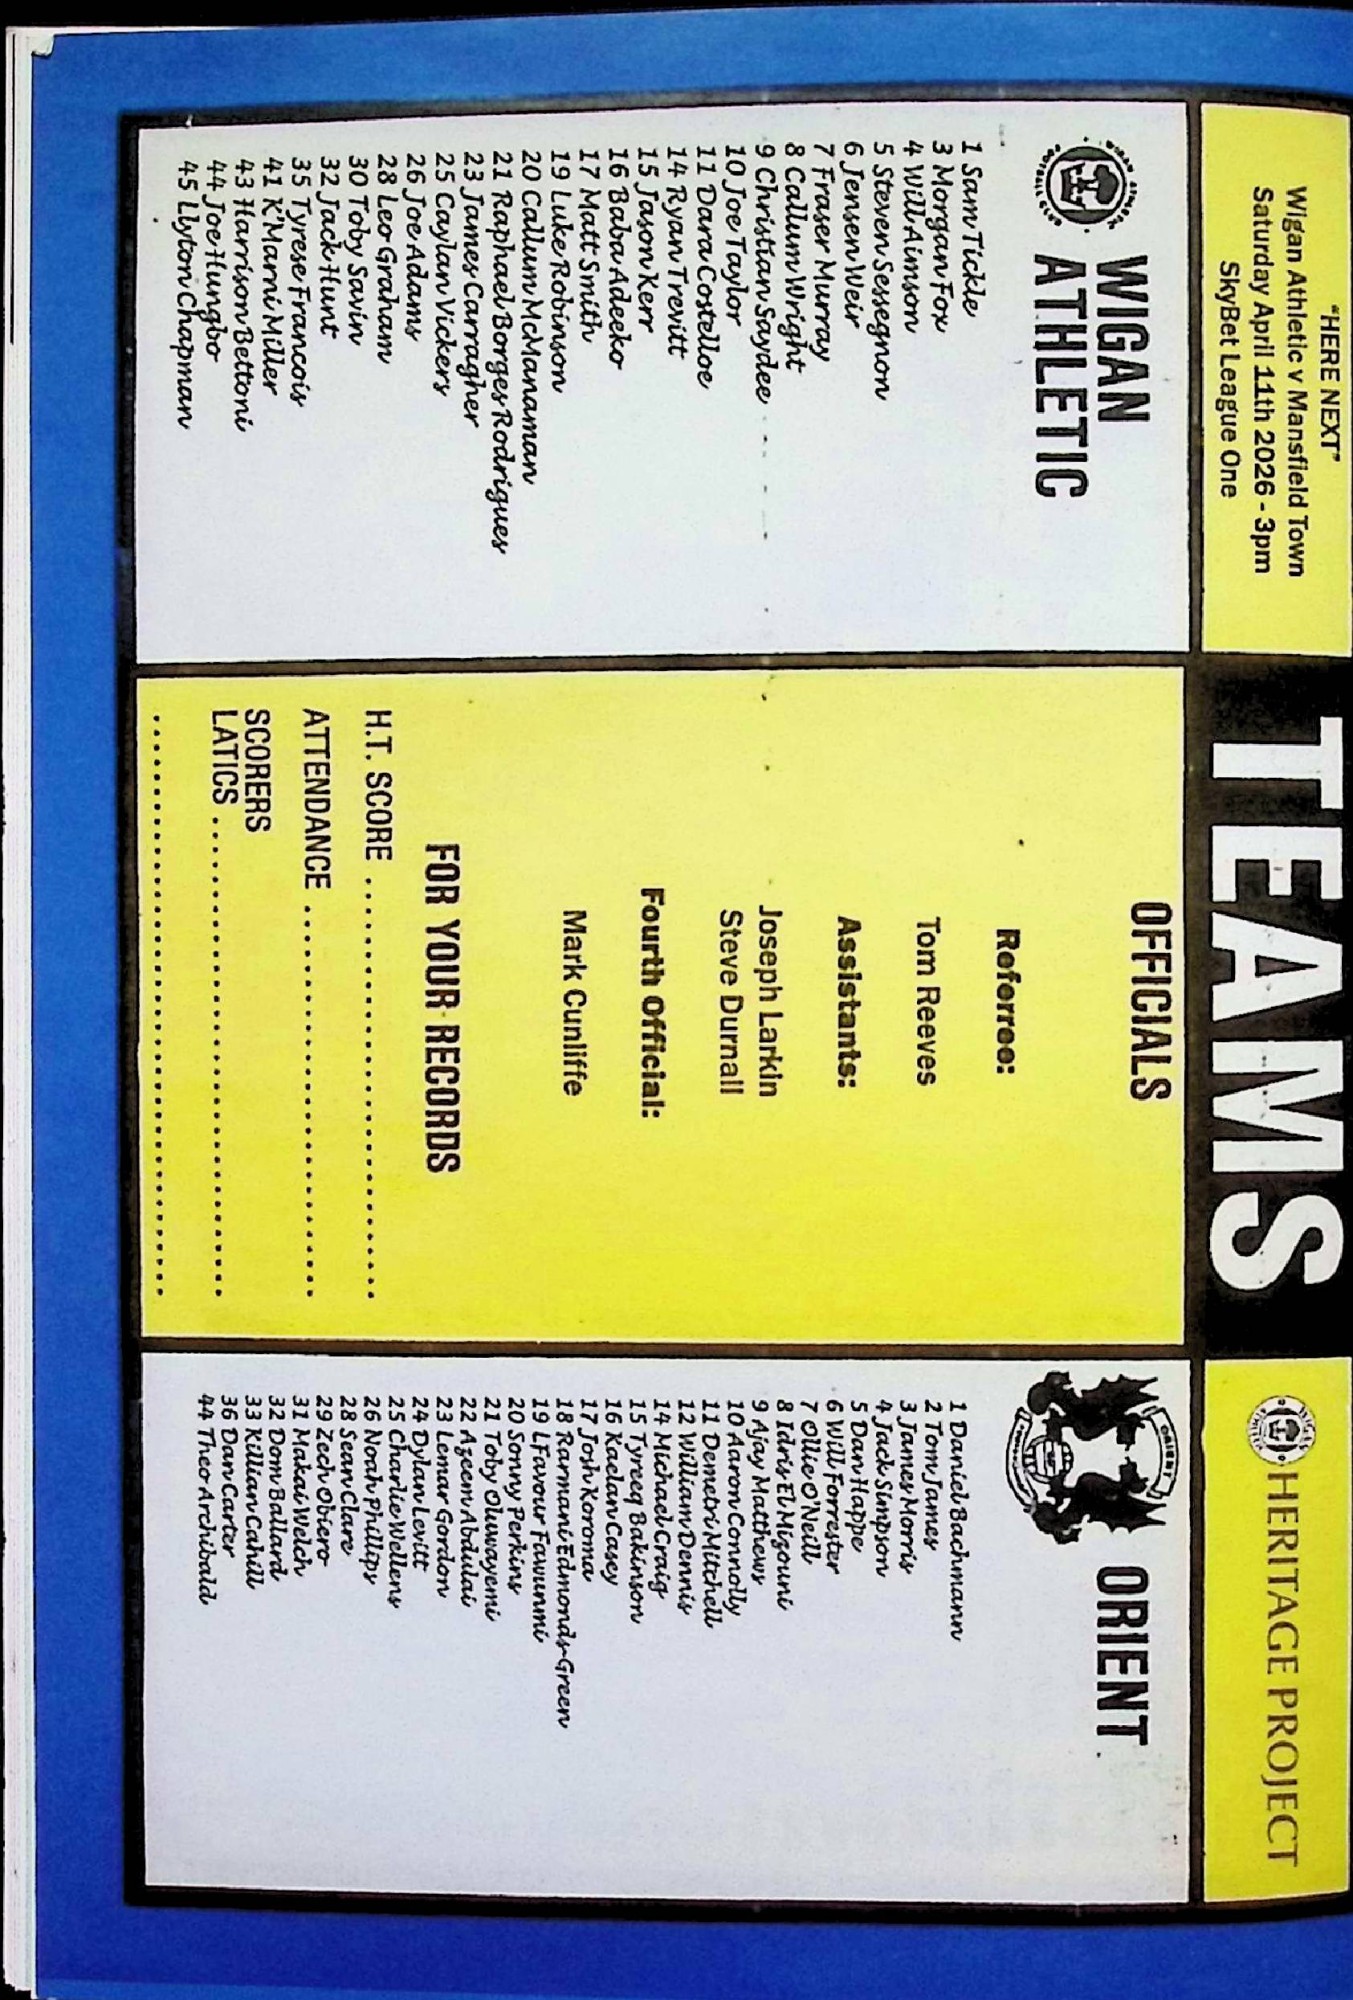 "HERE NEXT"
Wigan Athletic v Mansfield Town
Saturday April 11th 2026 - 3pm
SkyBet League One
TEAMS
HERITAGE PROJECT
WIGAN
ATHLETIC
1 Sam Tickle
3 Morgan Fox
4 Will Aimson
5 Steven Sessegnon
6 Jensen Weir
7 Fraser Murray
8 Callum Wright
9 Christian Saydee
10 Joe Taylor
11 Dara Costelloe
14 Ryan Trevitt
15 Jason Kerr
16 Baba Adeeko
17 Matt Smith
19 Luke Robinson
20 Callum McManaman
21 Raphael Borges Rodrigues
23 James Carragher
25 Caylan Vickers
26 Joe Adams
28 Leo Graham
30 Toby Savin
32 Jack Hunt
35 Tyrese Francois
41 K'Marni Miller
43 Harrison Bettoni
44 Joe Hungbo
45 Llyton Chapman
OFFICIALS
Referree:
Tom Reeves
Assistants:
Joseph Larkin
Steve Durnall
Fourth Official:
Mark Cunliffe
FOR YOUR RECORDS
H.T. SCORE
ATTENDANCE
SCORERS
LATICS
ORIENT
ORIENT
1 Daniel Bachmann
2 Tom James
3 James Morris
4 Jack Simpson
5 Dan Happe
6 Will Forrester
7 Ollie O'Neill
8 Idris El Mizouni
9 Ajay Matthews
10 Aaron Connolly
11 Demetri Mitchell
12 William Dennis
14 Michael Craig
15 Tyreeq Bakinson
16 Kaelan Casey
17 Josh Koroma
18 Rarmani Edmonds-Green
19 LFavour Fawunmi
20 Sonny Perkins
21 Toby Oluwayemi
22 Azeem Abdulai
23 Lemar Gordon
24 Dylan Levitt
25 Charlie Wellens
26 Noah Phillips
28 Sean Clare
29 Zech Obiero
31 Makai Welch
32 Dom Ballard
33 Killian Cahill
36 Dan Carter
44 Theo Archibald